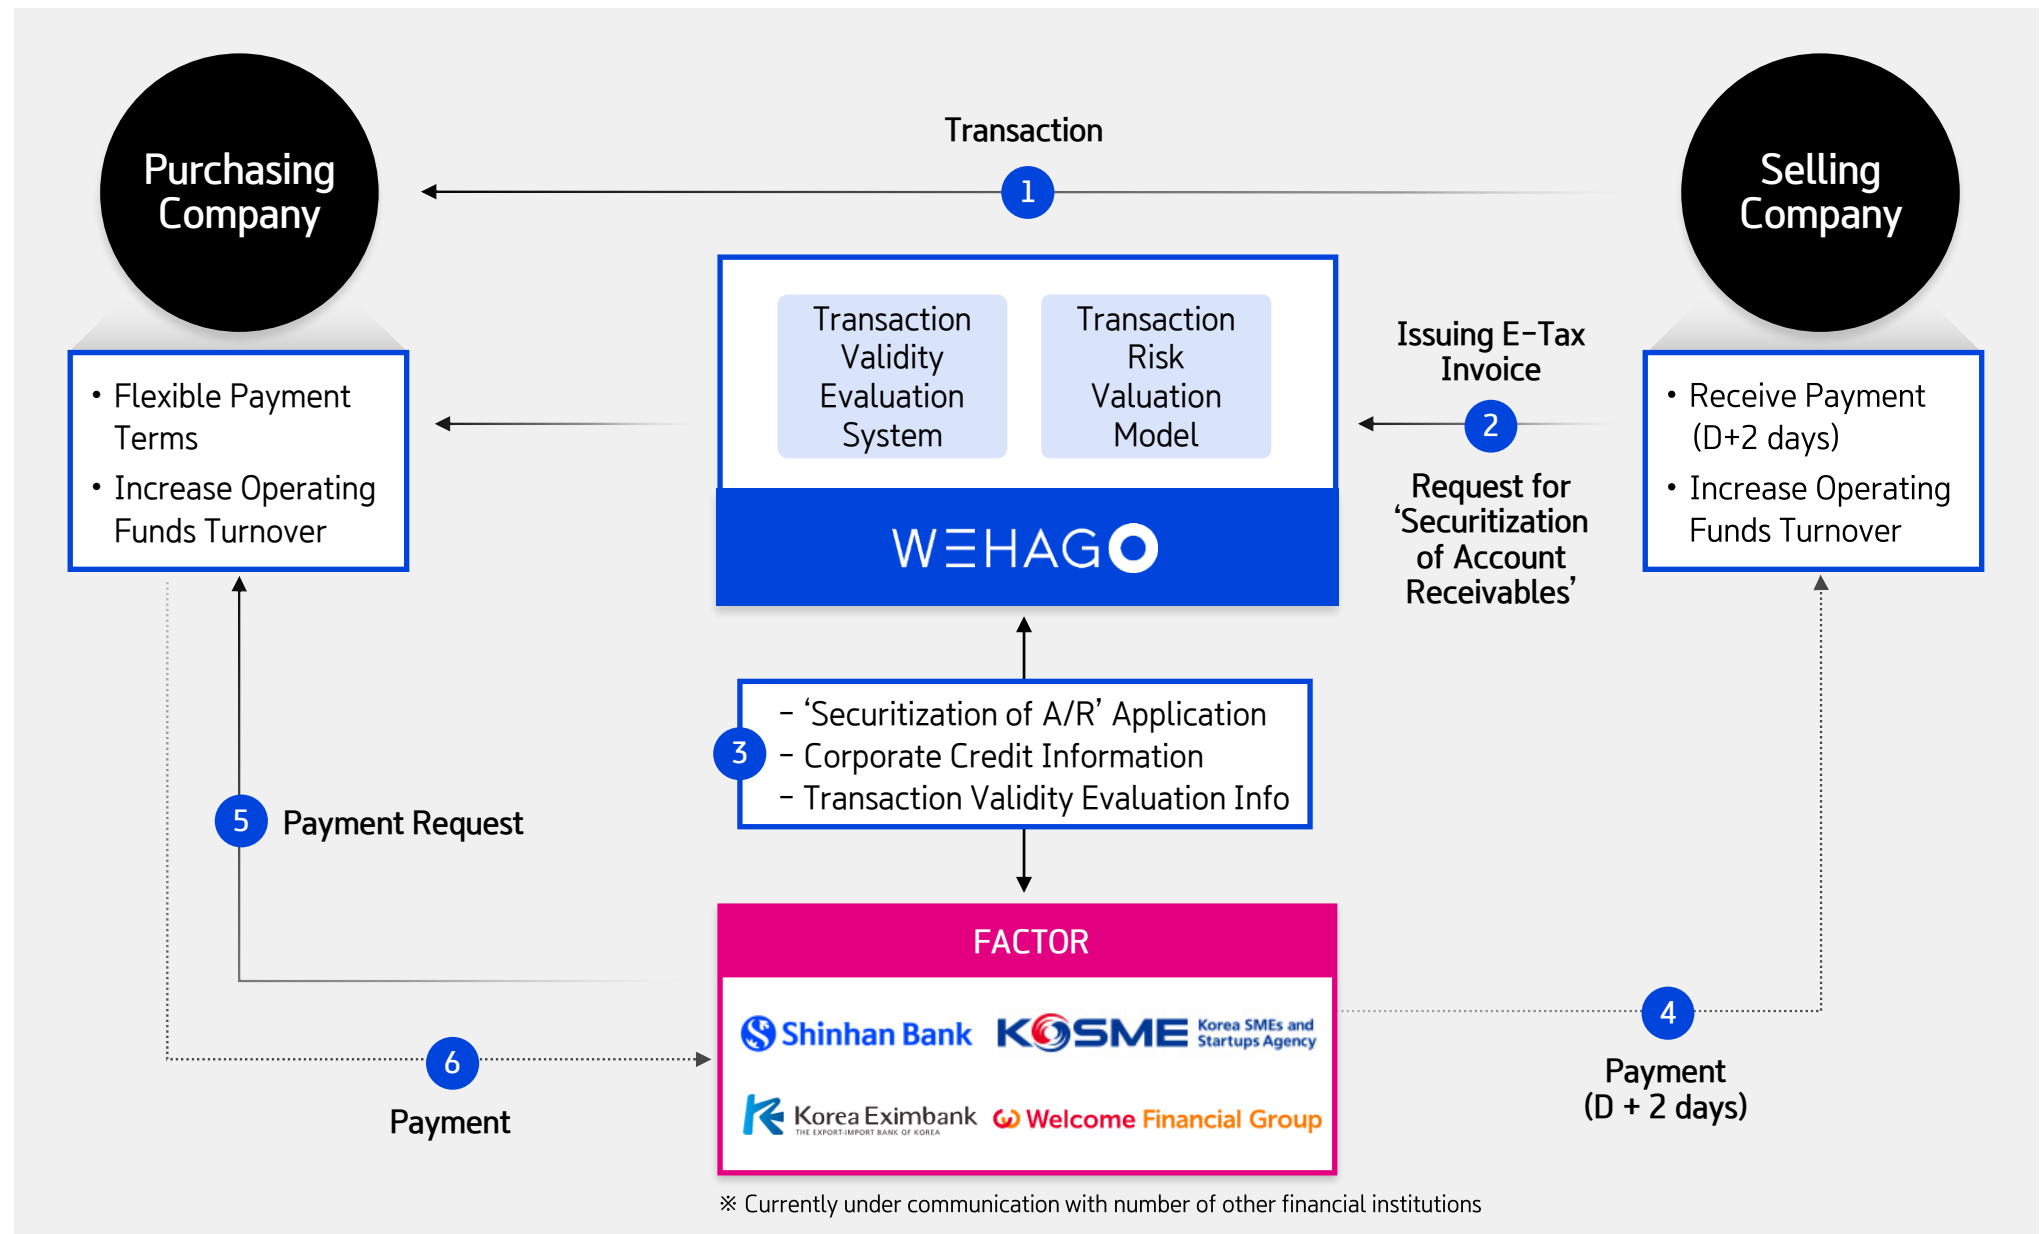 Purchasing
Company
Transaction
1
Selling
Company
Transaction
Validity
Evaluation
System
Transaction
Risk
Valuation
Model
WEHAGO
• Flexible Payment
Terms
• Increase Operating
Funds Turnover
Issuing E-Tax
Invoice
2
Request for
‘Securitization
of Account
Receivables’
• Receive Payment
(D+2 days)
• Increase Operating
Funds Turnover
3
- ‘Securitization of A/R’ Application
- Corporate Credit Information
- Transaction Validity Evaluation Info
5 Payment Request
FACTOR
Shinhan Bank
KOSME Korea SMEs and
Startups Agency
Korea Eximbank
THE EXPORT-IMPORT BANK OF KOREA
Welcome Financial Group
4
Payment
(D + 2 days)
6
Payment
※ Currently under communication with number of other financial institutions